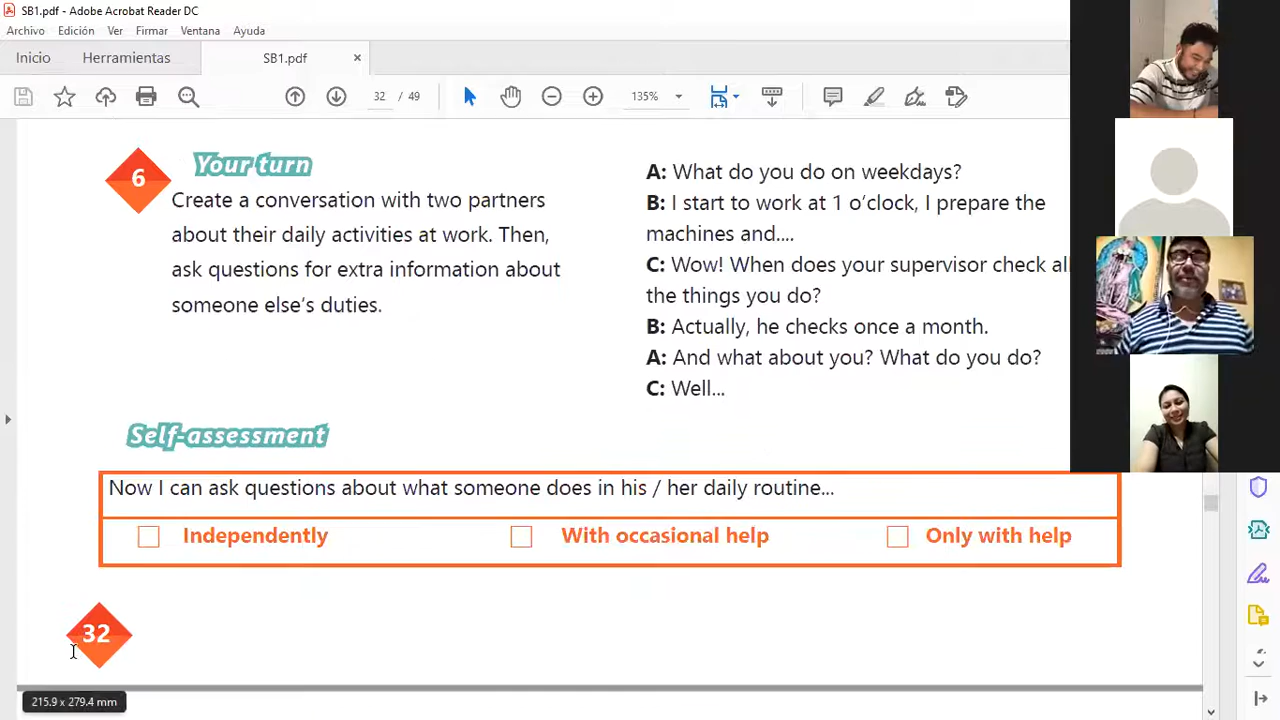 SB1.pdf - Adobe Acrobat Reader DC
Archivo Edición Ver Firmar Ventana Ayuda
Inicio Herramientas SB1.pdf ×
32 / 49 135%
6 Your turn
Create a conversation with two partners
about their daily activities at work. Then,
ask questions for extra information about
someone else's duties.
A: What do you do on weekdays?
B: I start to work at 1 o'clock, I prepare the
machines and....
C: Wow! When does your supervisor check all
the things you do?
B: Actually, he checks once a month.
A: And what about you? What do you do?
C: Well...
Self-assessment
Now I can ask questions about what someone does in his / her daily routine...
Independently With occasional help Only with help
32
215.9 x 279.4 mm